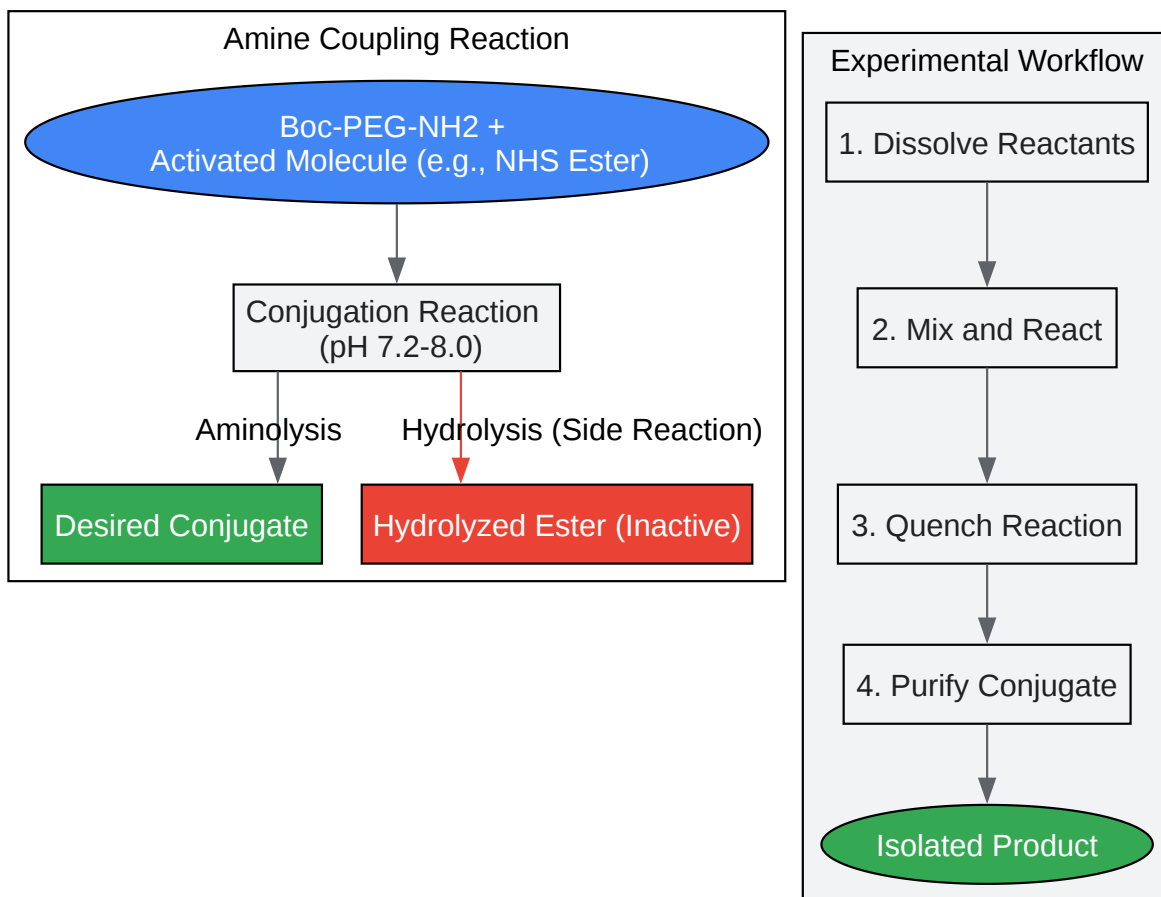 Amine Coupling Reaction
Boc-PEG-NH2 +
Activated Molecule (e.g., NHS Ester)
Conjugation Reaction
(pH 7.2-8.0)
Aminolysis
Hydrolysis (Side Reaction)
Desired Conjugate
Hydrolyzed Ester (Inactive)
Experimental Workflow
1. Dissolve Reactants
2. Mix and React
3. Quench Reaction
4. Purify Conjugate
Isolated Product